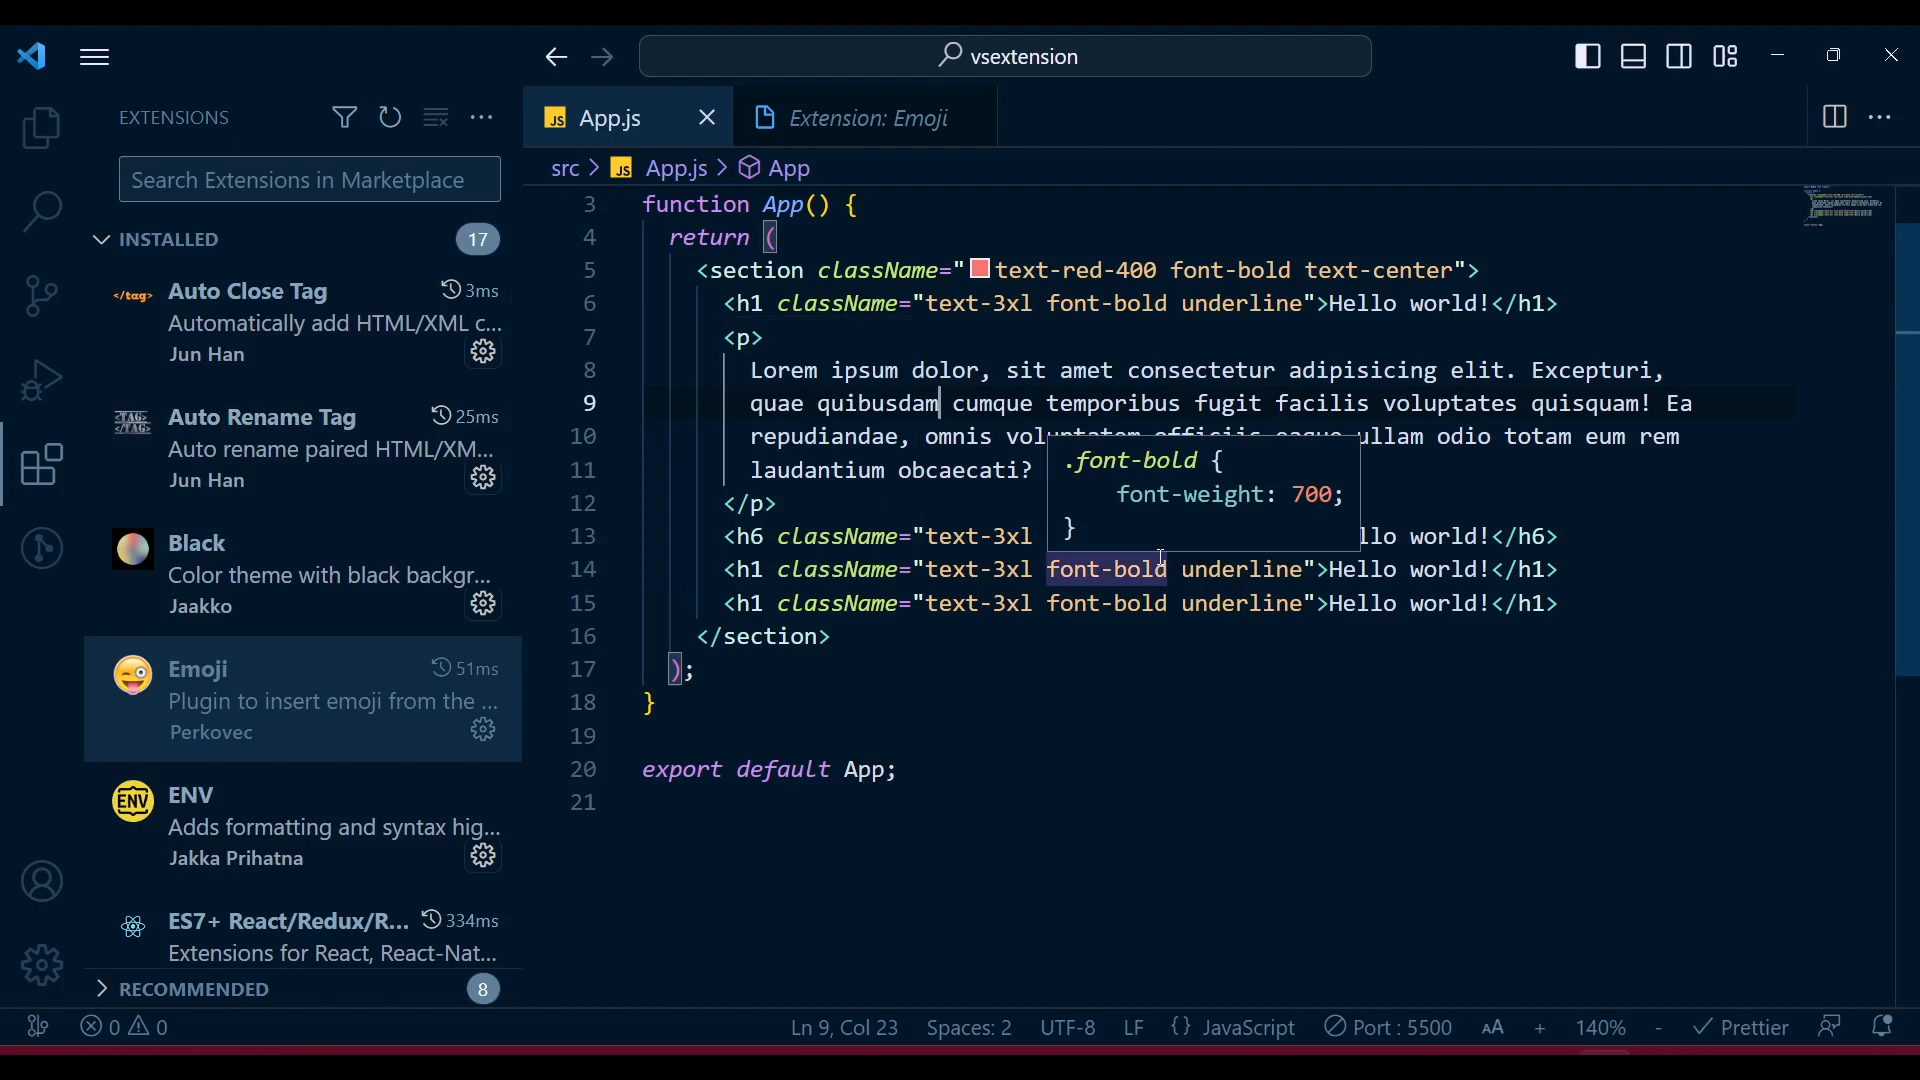 vsextension
EXTENSIONS
Search Extensions in Marketplace
INSTALLED 17
</tag> Auto Close Tag 3ms
Automatically add HTML/XML c...
Jun Han
<TAG>
</TAG>
Auto Rename Tag 25ms
Auto rename paired HTML/XM...
Jun Han
Black
Color theme with black backgr...
Jaakko
Emoji 51ms
Plugin to insert emoji from the ...
Perkovec
ENV ENV
Adds formatting and syntax hig...
Jakka Prihatna
ES7+ React/Redux/R... 334ms
Extensions for React, React-Nat...
RECOMMENDED 8
JS App.js Extension: Emoji
src > JS App.js > App
3 function App() {
4 return (
5 <section className="text-red-400 font-bold text-center">
6 <h1 className="text-3xl font-bold underline">Hello world!</h1>
7 <p>
8 Lorem ipsum dolor, sit amet consectetur adipisicing elit. Excepturi,
9 quae quibusdam cumque temporibus fugit facilis voluptates quisquam! Ea
10 repudiandae, omnis ullam odio totam eum rem
11 laudantium obcaecati?
12 </p>
13 <h6 className="text-3xl llo world!</h6>
14 <h1 className="text-3xl font-bold underline">Hello world!</h1>
15 <h1 className="text-3xl font-bold underline">Hello world!</h1>
16 </section>
17 );
18 }
19
20 export default App;
21
.font-bold {
font-weight: 700;
}
0 0 Ln 9, Col 23 Spaces: 2 UTF-8 LF {} JavaScript Port : 5500 AA + 140% - Prettier